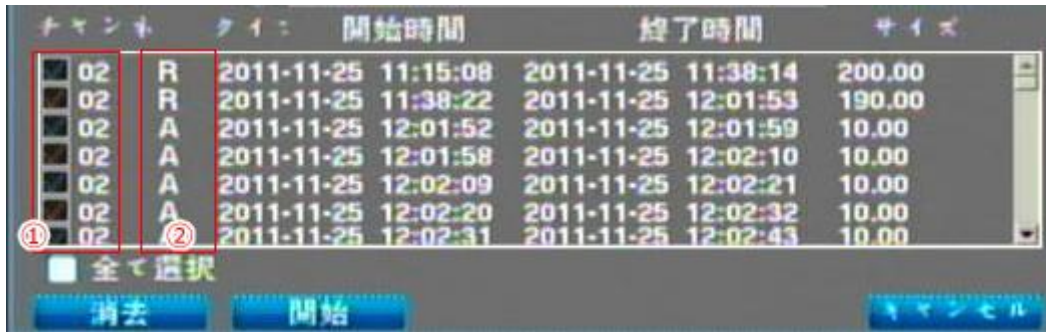 チャンネ タイミ 開始時間 終了時間 サイズ
02 R 2011-11-25 11:15:08 2011-11-25 11:38:14 200.00
02 R 2011-11-25 11:38:22 2011-11-25 12:01:53 190.00
02 A 2011-11-25 12:01:52 2011-11-25 12:01:59 10.00
02 A 2011-11-25 12:01:58 2011-11-25 12:02:10 10.00
02 A 2011-11-25 12:02:09 2011-11-25 12:02:21 10.00
02 A 2011-11-25 12:02:20 2011-11-25 12:02:32 10.00
① 02 A ② 2011-11-25 12:02:31 2011-11-25 12:02:43 10.00
全て選択
消去 開始 キャンセル